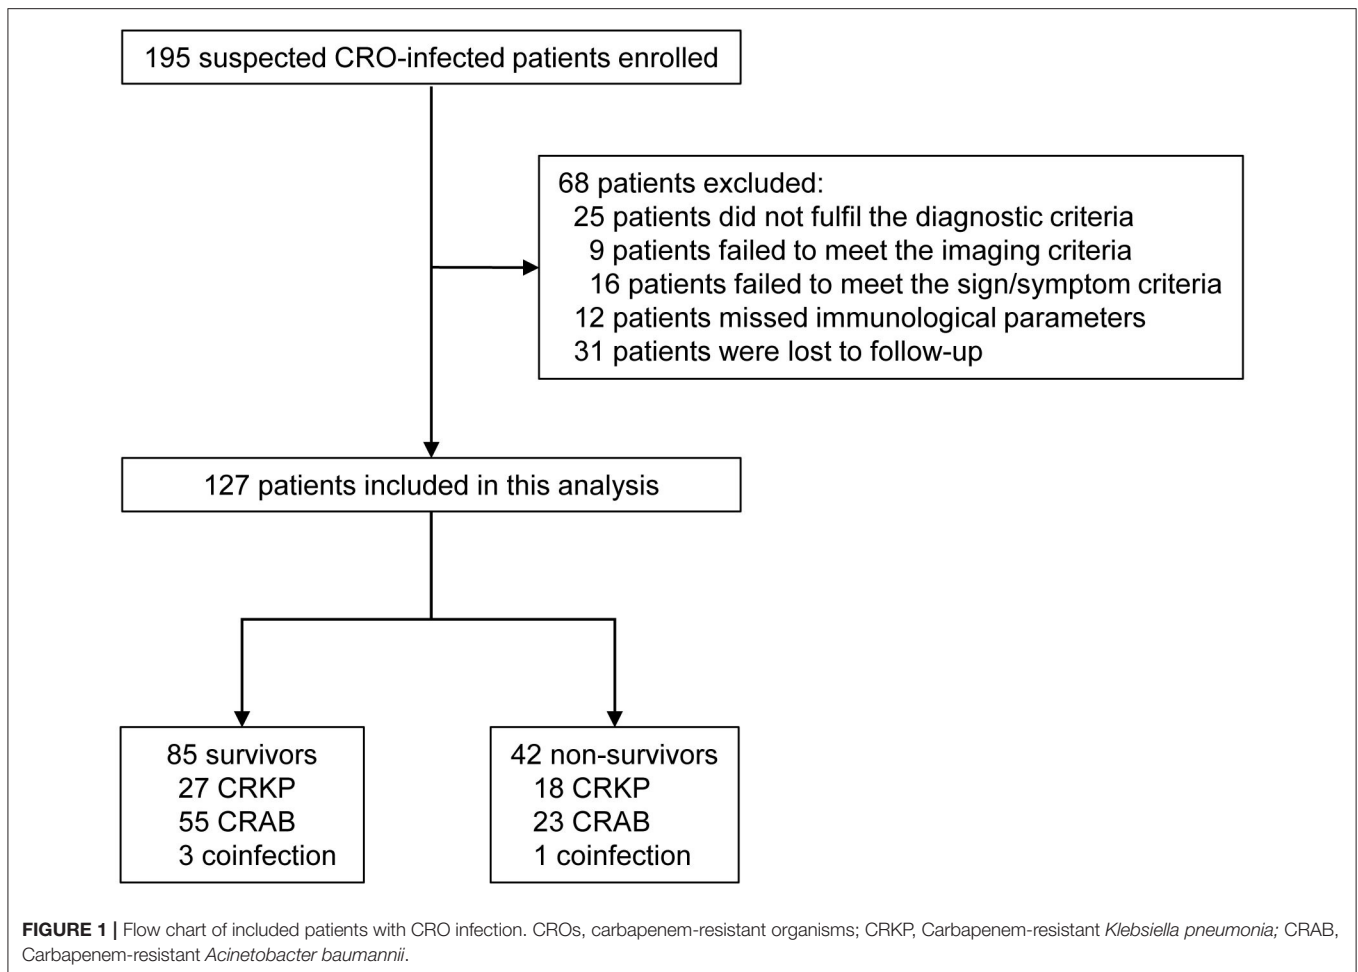 195 suspected CRO-infected patients enrolled
68 patients excluded:
25 patients did not fulfil the diagnostic criteria
9 patients failed to meet the imaging criteria
16 patients failed to meet the sign/symptom criteria
12 patients missed immunological parameters
31 patients were lost to follow-up
127 patients included in this analysis
85 survivors
27 CRKP
55 CRAB
3 coinfection
42 non-survivors
18 CRKP
23 CRAB
1 coinfection
FIGURE 1 | Flow chart of included patients with CRO infection. CROs, carbapenem-resistant organisms; CRKP, Carbapenem-resistant Klebsiella pneumonia; CRAB,
Carbapenem-resistant Acinetobacter baumannii.